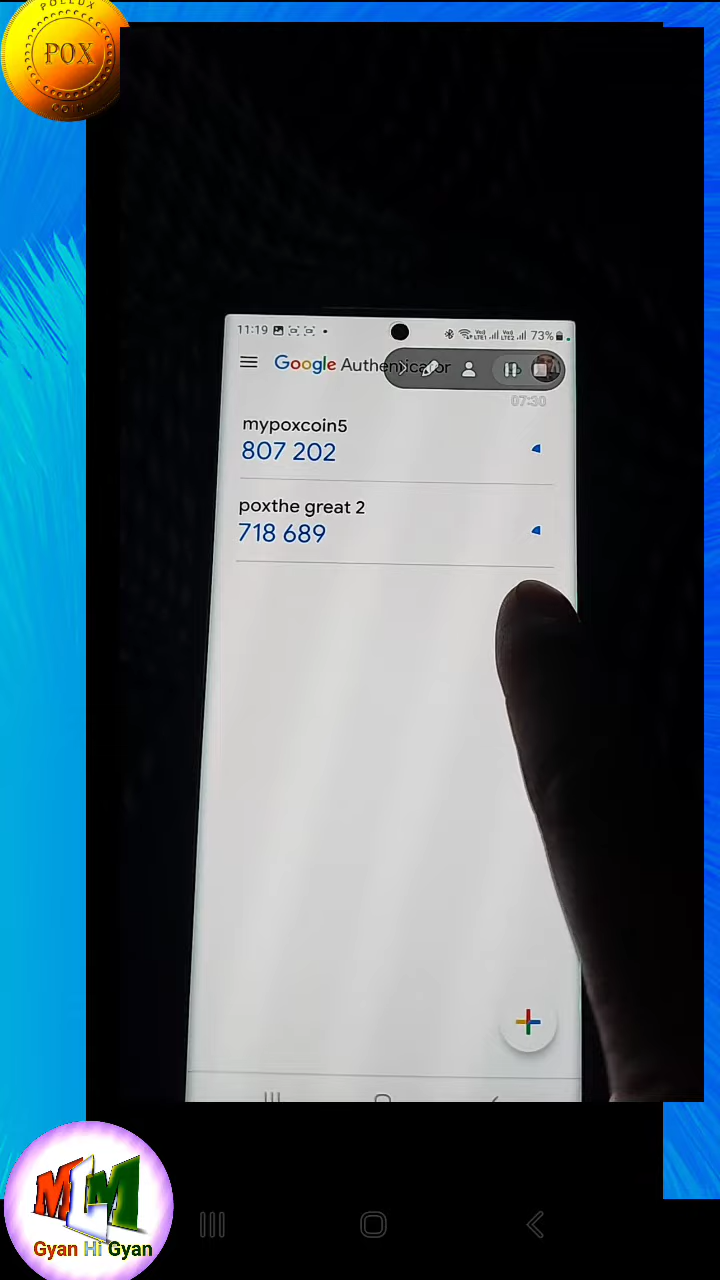 POLLUX
POX
COIN
11:19
73%
Google Authenticator
07:30
mypoxcoin5
807 202
poxthe great 2
718 689
MLM
Gyan Hi Gyan